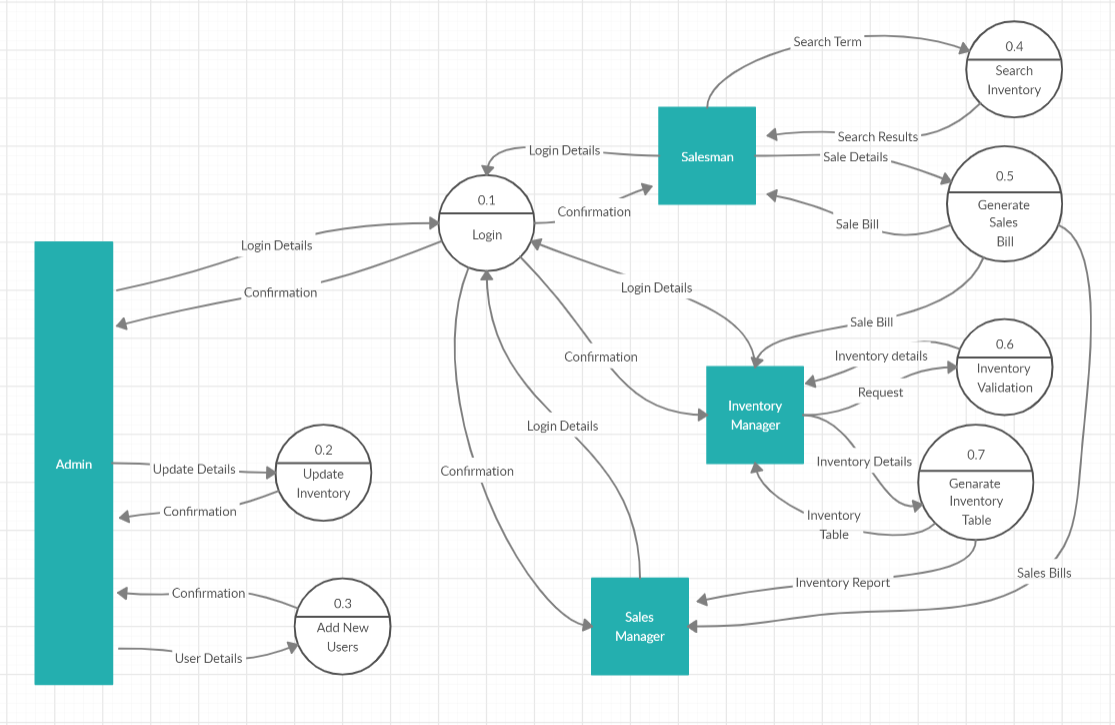 Search Term
0.4
Search
Inventory
Search Results
Login Details
Salesman
Sale Details
0.5
Generate
Sales
Bill
0.1
Login
Confirmation
Sale Bill
Login Details
Confirmation
Login Details
Sale Bill
0.6
Inventory
Validation
Inventory details
Confirmation
Request
Inventory
Manager
Login Details
Admin
0.2
Update
Inventory
Update Details
Confirmation
Confirmation
Inventory Details
0.7
Genarate
Inventory
Table
Inventory
Table
Sales Bills
Inventory Report
Confirmation
0.3
Add New
Users
User Details
Sales
Manager